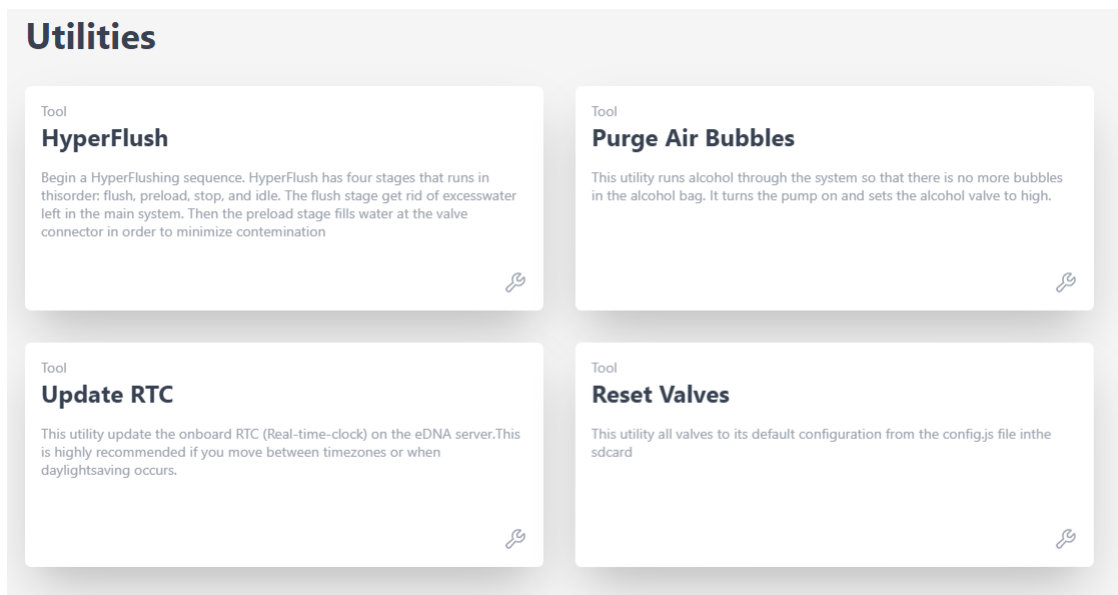 Utilities
Tool
HyperFlush
Begin a HyperFlushing sequence. HyperFlush has four stages that runs in
thisorder: flush, preload, stop, and idle. The flush stage get rid of excesswater
left in the main system. Then the preload stage fills water at the valve
connector in order to minimize contemination
Tool
Purge Air Bubbles
This utility runs alcohol through the system so that there is no more bubbles
in the alcohol bag. It turns the pump on and sets the alcohol valve to high.
Tool
Update RTC
This utility update the onboard RTC (Real-time-clock) on the eDNA server.This
is highly recommended if you move between timezones or when
daylightsaving occurs.
Tool
Reset Valves
This utility all valves to its default configuration from the config.js file inthe
sdcard